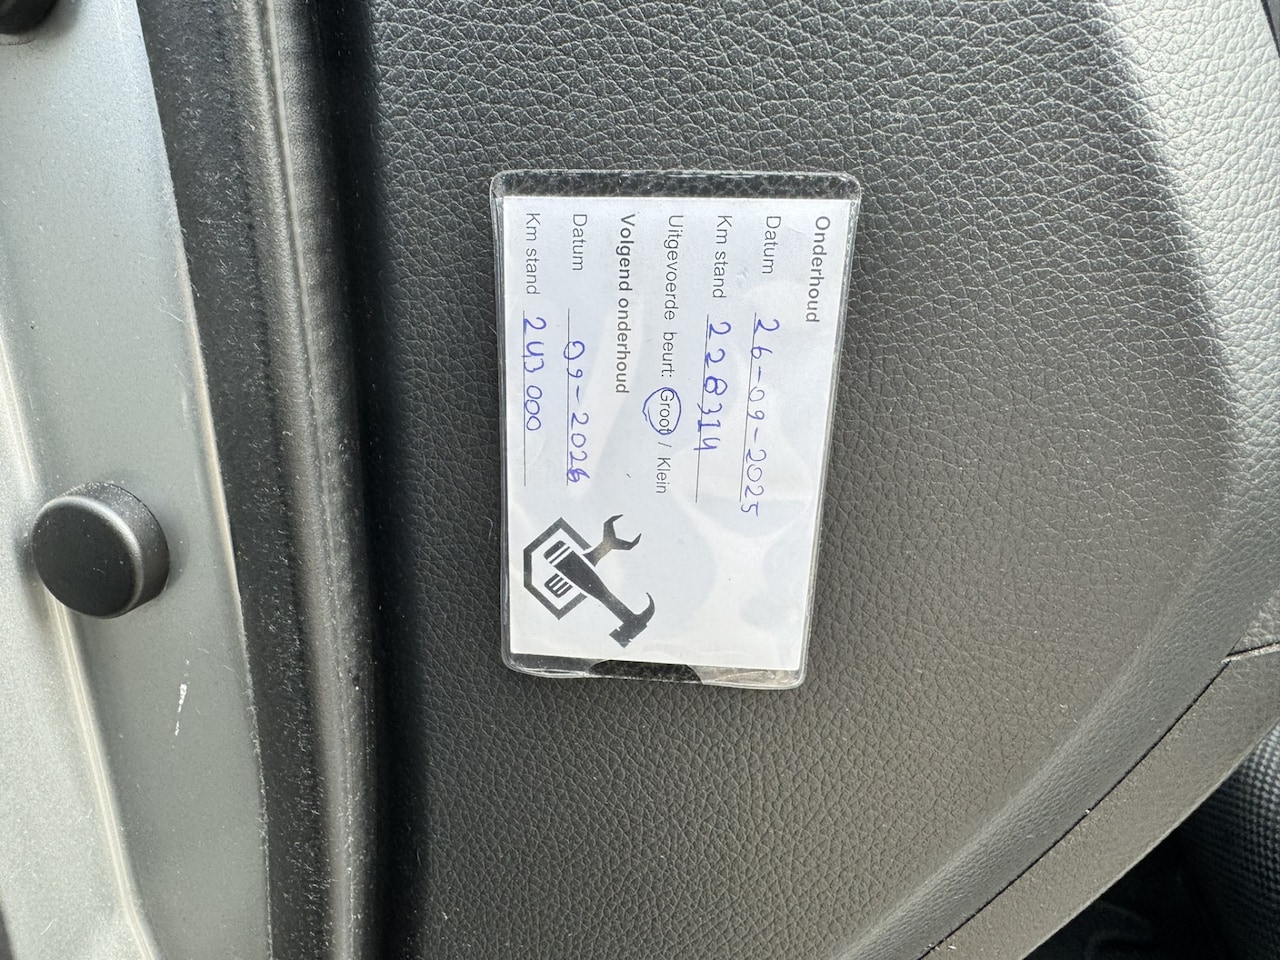 Onderhoud
Datum 26-09-2025
Km stand 228314
Uitgevoerde beurt: Groot / Klein
Volgend onderhoud
Datum 09-2026
Km stand 243000